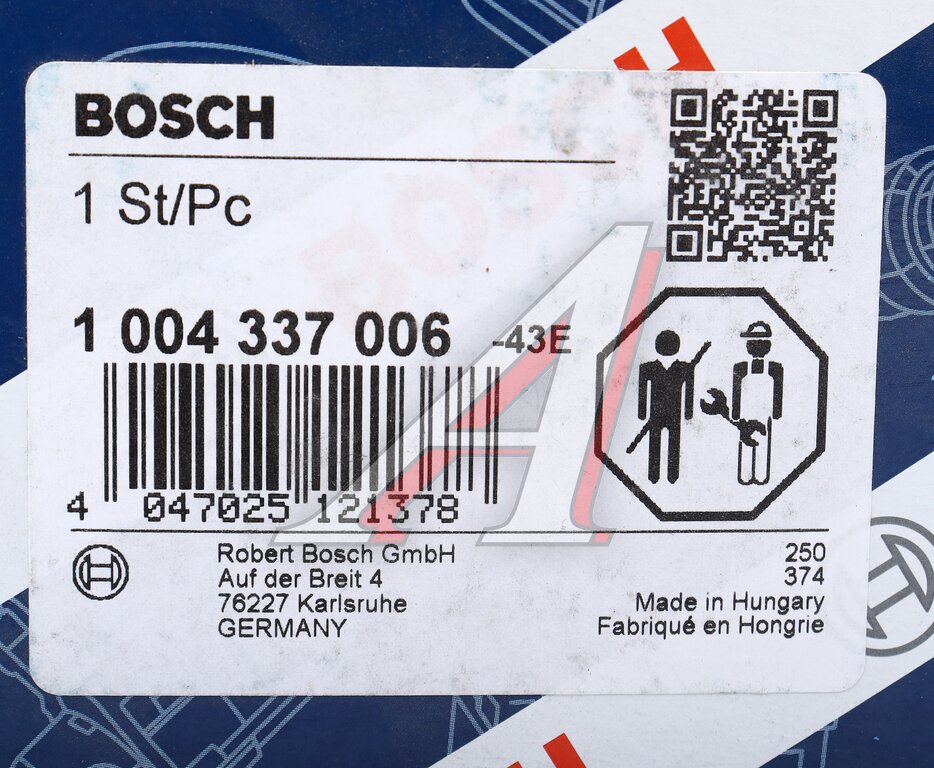 BOSCH
1 St/Pc
1 004 337 006 -43E
4 047025 121378
Robert Bosch GmbH
Auf der Breit 4
76227 Karlsruhe
GERMANY
250
374
Made in Hungary
Fabriqué en Hongrie